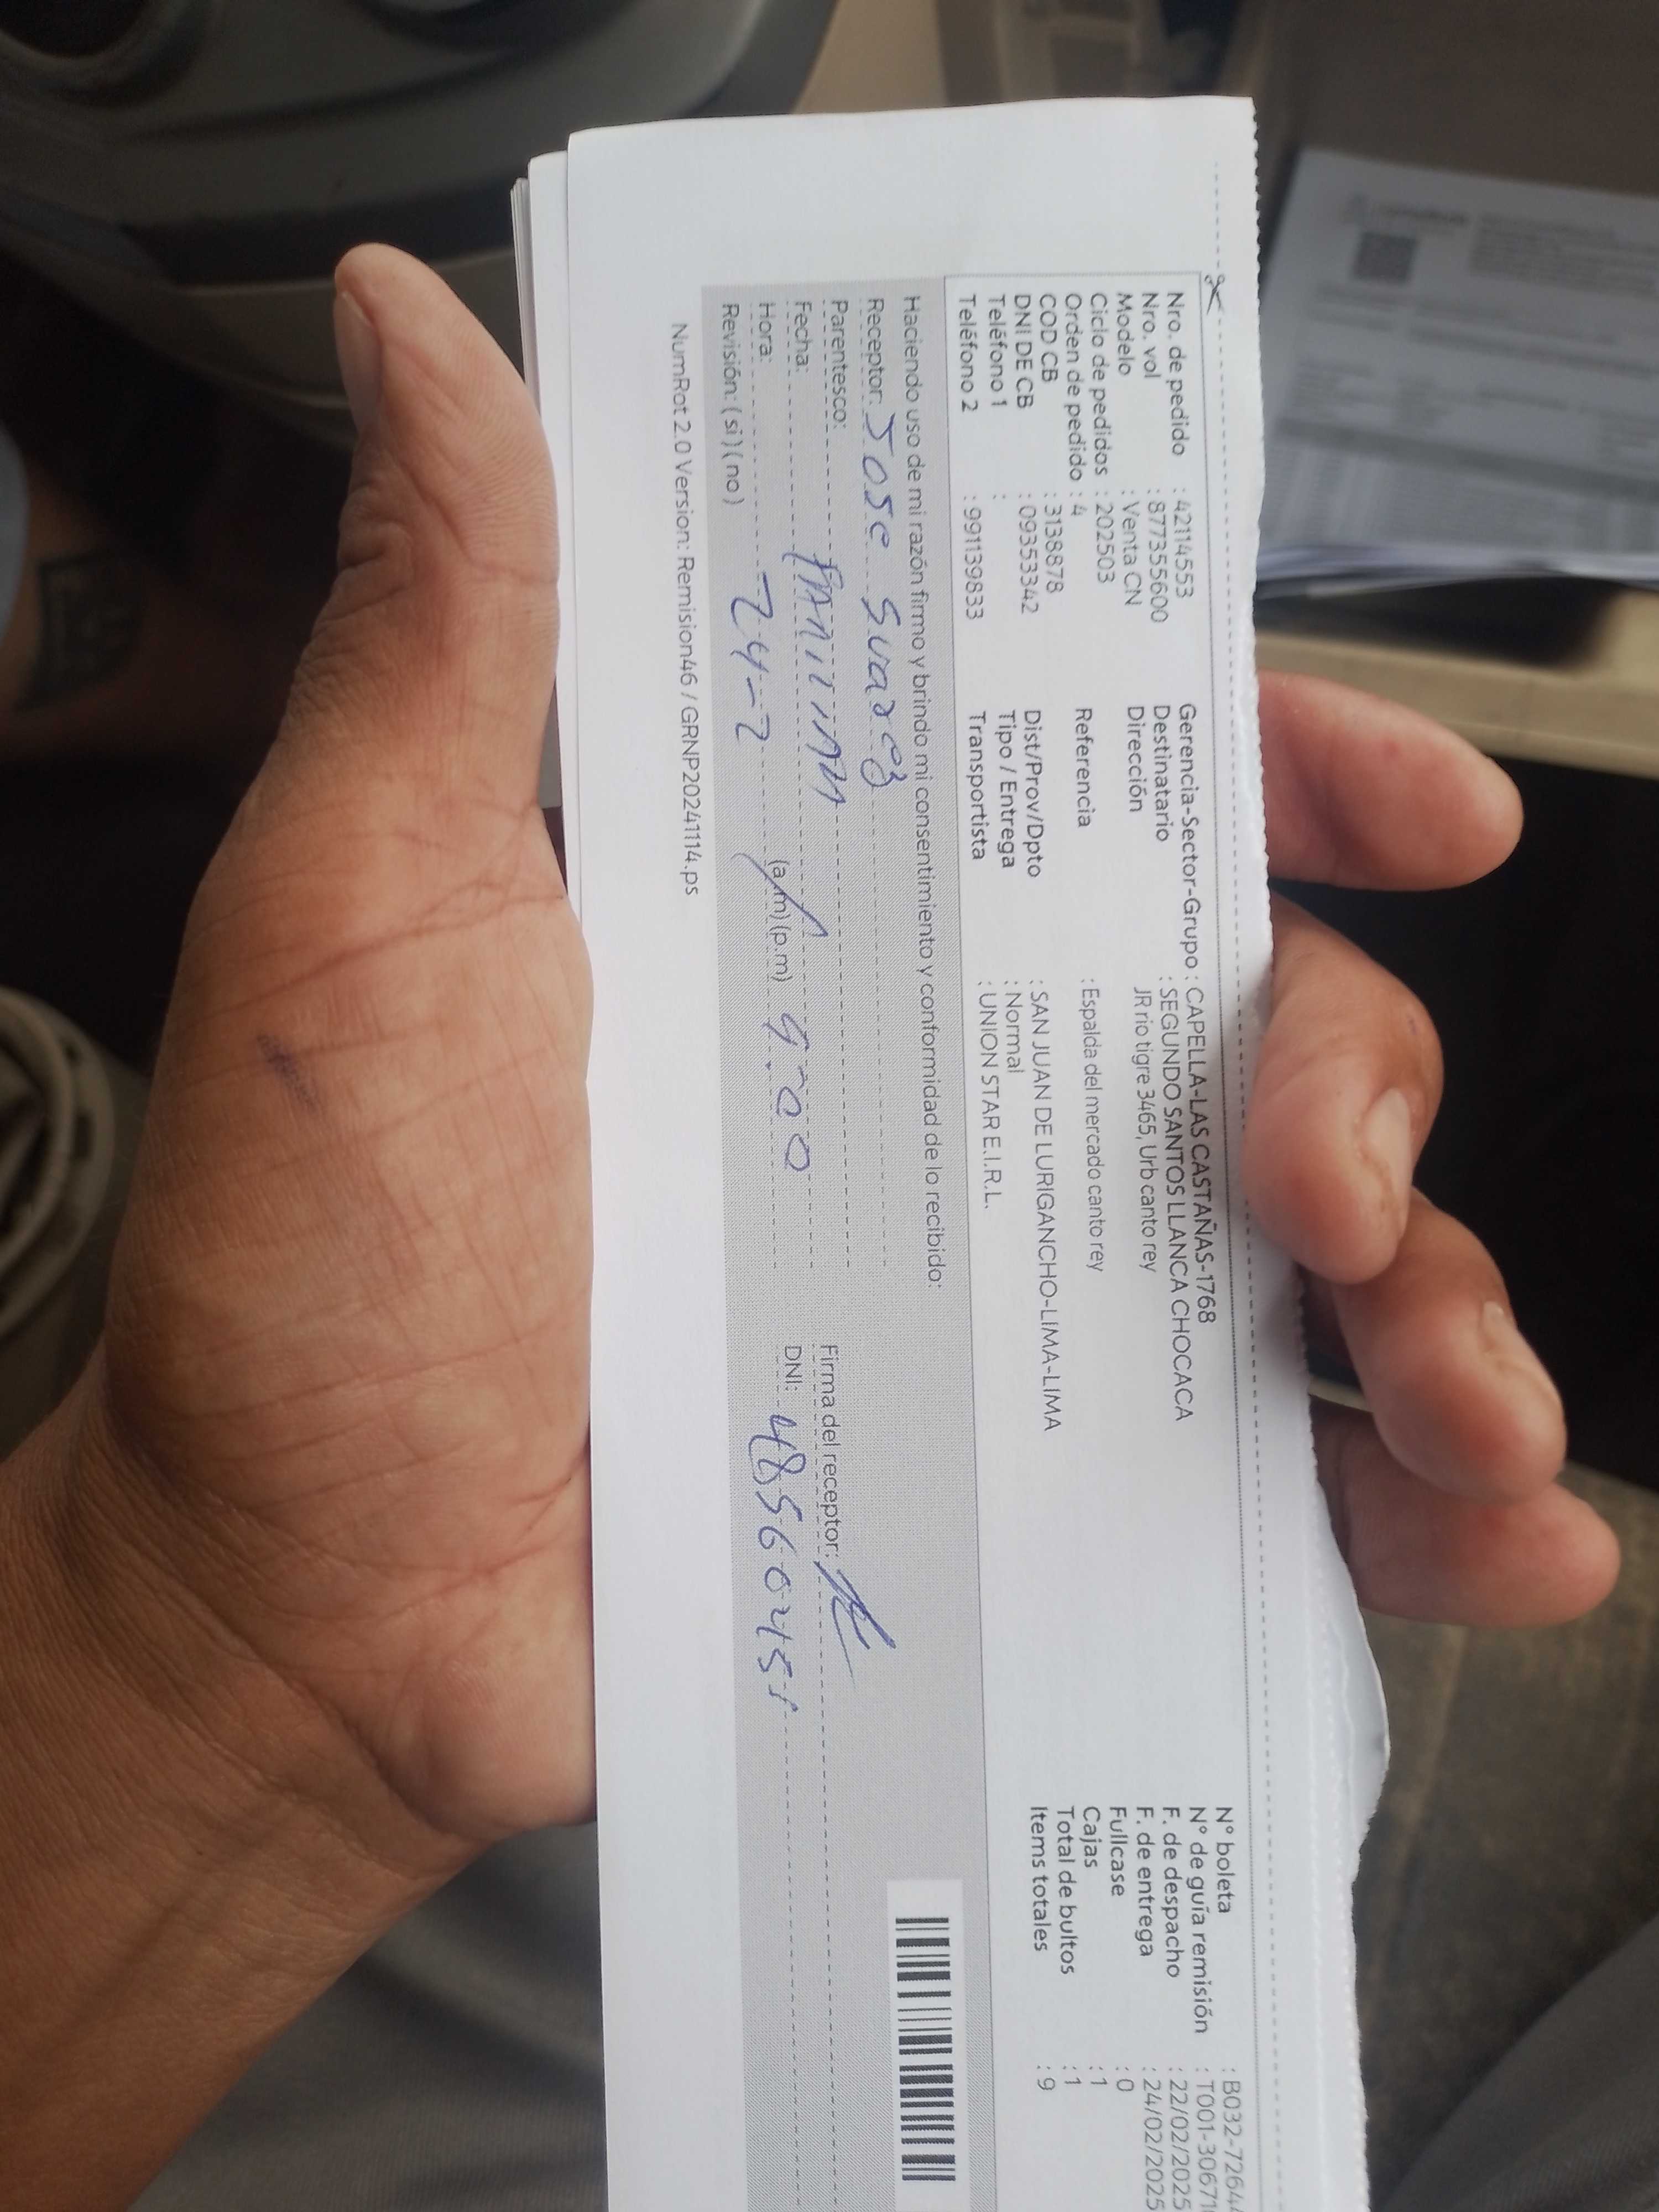 Nro. de pedido : 42114553
Nro. vol : 877355600
Modelo : Venta CN
Ciclo de pedidos : 202503
Orden de pedido : 4
COD CB : 3138878
DNI DE CB : 09353342
Teléfono 1 :
Teléfono 2 : 991139833
Gerencia-Sector-Grupo : CAPELLA-LAS CASTAÑAS-1768
Destinatario : SEGUNDO SANTOS LLANCA CHOCACA
Dirección JR rio tigre 3465, Urb canto rey
Referencia : Espalda del mercado canto rey
Dist/Prov/Dpto : SAN JUAN DE LURIGANCHO-LIMA-LIMA
Tipo / Entrega : Normal
Transportista : UNION STAR E.I.R.L.
N° boleta : B032-7264
N° de guía remisión : T001-30671
F. de despacho : 22/02/2025
F. de entrega : 24/02/2025
Fullcase : 0
Cajas : 1
Total de bultos : 1
Items totales : 9
Haciendo uso de mi razón firmo y brindo mi consentimiento y conformidad de lo recibido:
Receptor: Jose Suarez
Parentesco:
Fecha: 24-2
Hora: (a.m) (p.m) 9:00
Revisión: (si) (no)
Firma del receptor:
DNI:
NumRot 2.0 Version: Remision46 / GRNP20241114.ps